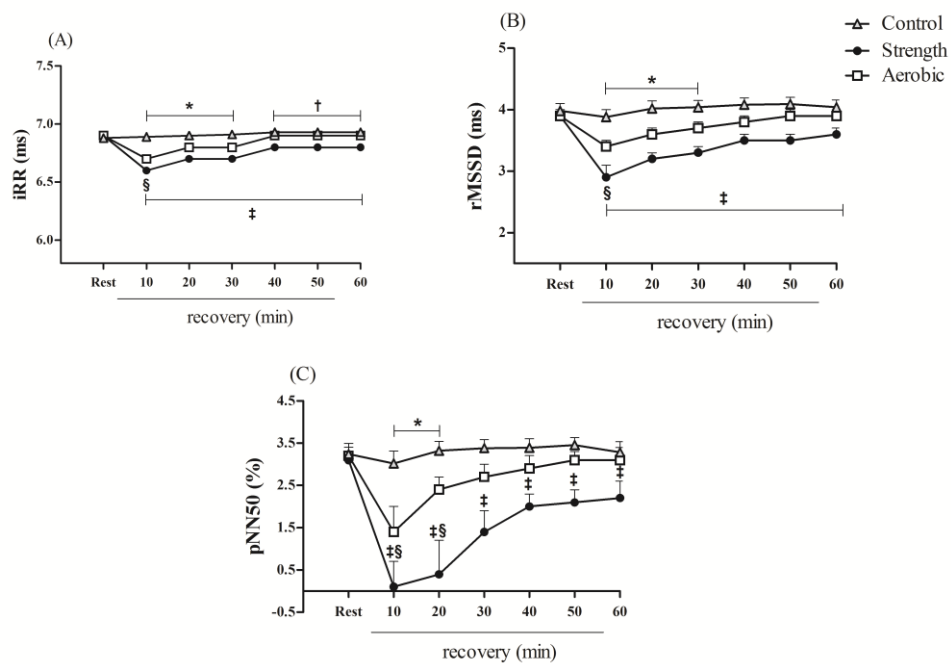 Control
Strength
Aerobic
(A)
7.5
7.0
6.5
6.0
iRR (ms)
*
†
§
‡
Rest 10 20 30 40 50 60
recovery (min)
(B)
5
4
3
2
rMSSD (ms)
*
§
‡
Rest 10 20 30 40 50 60
recovery (min)
(C)
4.5
3.5
2.5
1.5
0.5
-0.5
pNN50 (%)
*
‡§
‡§
‡
‡
‡
‡
Rest 10 20 30 40 50 60
recovery (min)